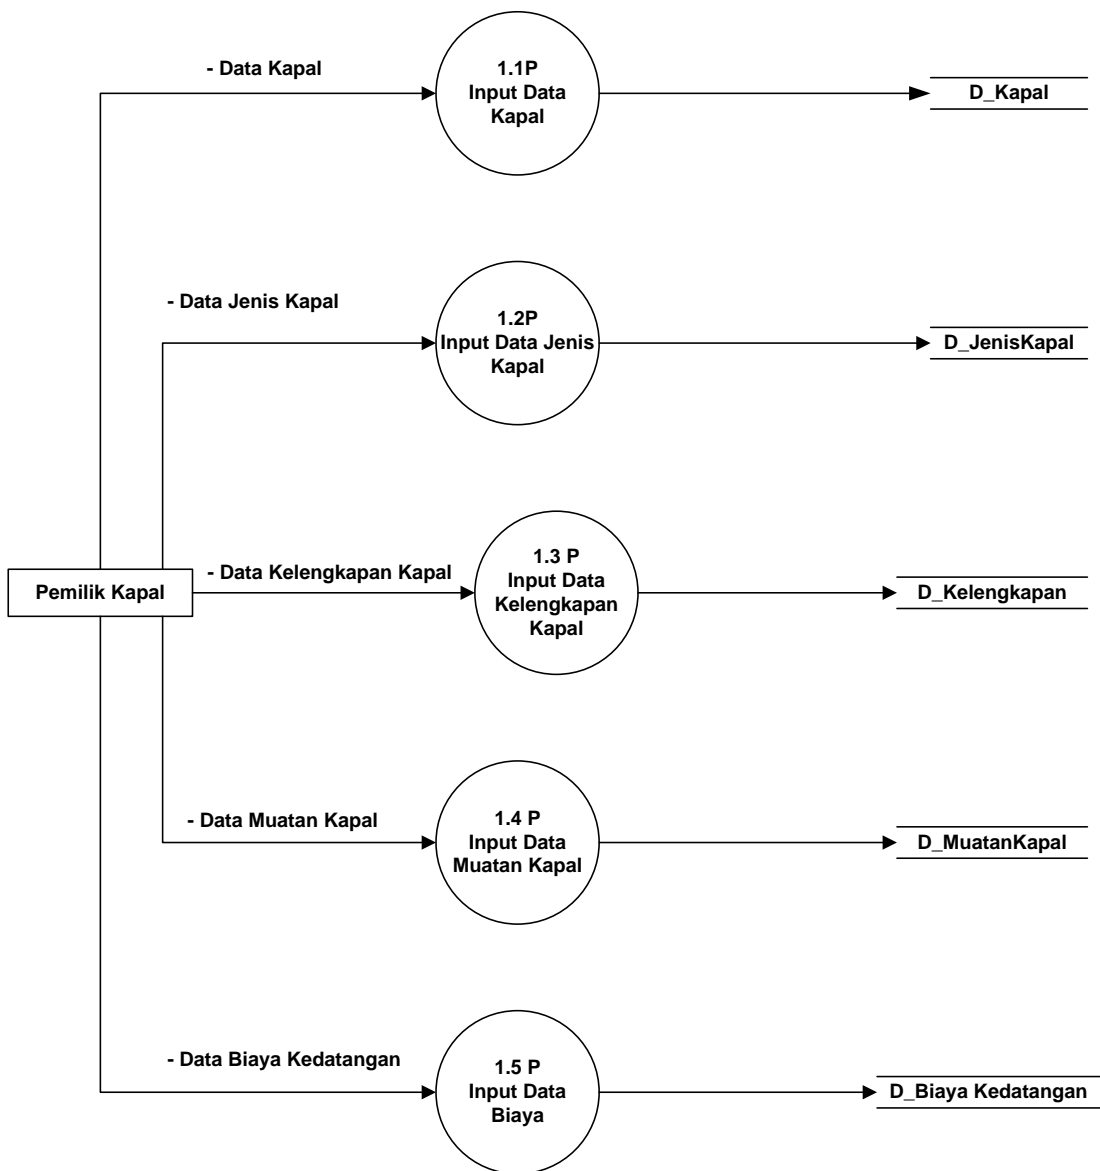 - Data Kapal
1.1P
Input Data
Kapal
D_Kapal
- Data Jenis Kapal
1.2P
Input Data Jenis
Kapal
D_JenisKapal
Pemilik Kapal
- Data Kelengkapan Kapal
1.3 P
Input Data
Kelengkapan
Kapal
D_Kelengkapan
- Data Muatan Kapal
1.4 P
Input Data
Muatan Kapal
D_MuatanKapal
- Data Biaya Kedatangan
1.5 P
Input Data
Biaya
D_Biaya Kedatangan